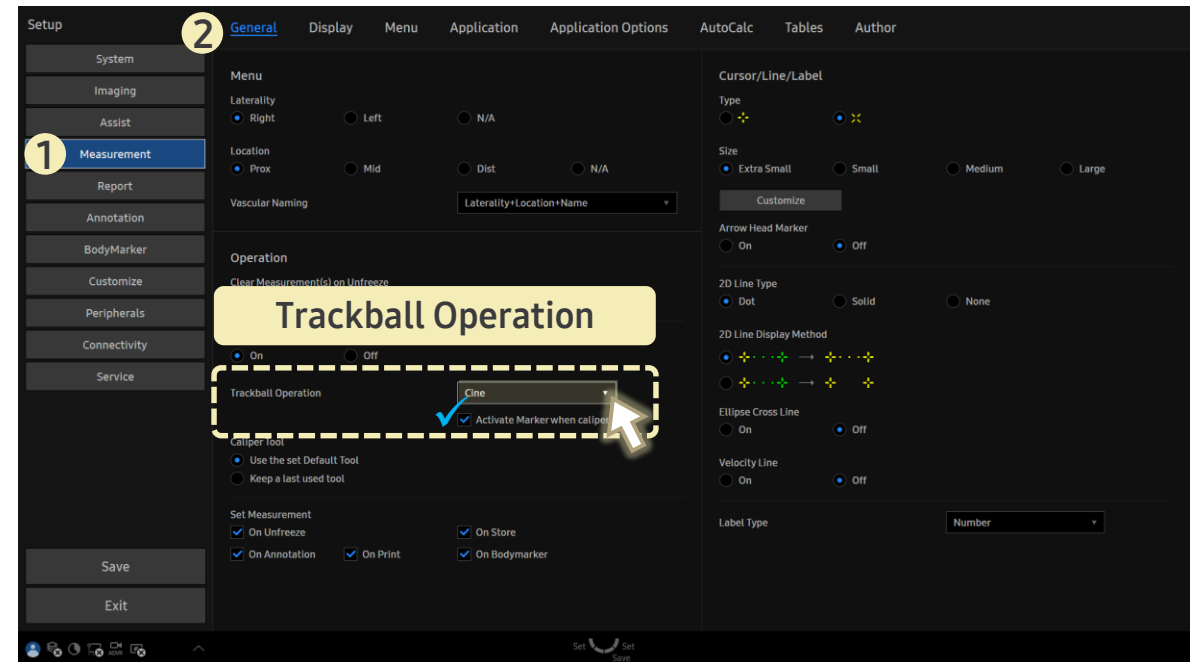 Setup
2
General Display Menu Application Application Options AutoCalc Tables Author
System
Imaging
Assist
1
Measurement
Report
Annotation
BodyMarker
Customize
Peripherals
Connectivity
Service
Save
Exit
Menu
Laterality
Right Left N/A
Location
Prox Mid Dist N/A
Vascular Naming Laterality+Location+Name
Operation
Clear Measurement(s) on Unfreeze
Trackball Operation
On Off
Trackball Operation Cine
Activate Marker when caliper
Caliper Tool
Use the set Default Tool
Keep a last used tool
Set Measurement
On Unfreeze On Store
On Annotation On Print On Bodymarker
Cursor/Line/Label
Type
Size
Extra Small Small Medium Large
Customize
Arrow Head Marker
On Off
2D Line Type
Dot Solid None
2D Line Display Method
Ellipse Cross Line
On Off
Velocity Line
On Off
Label Type Number
ADVR
Set Set
Save